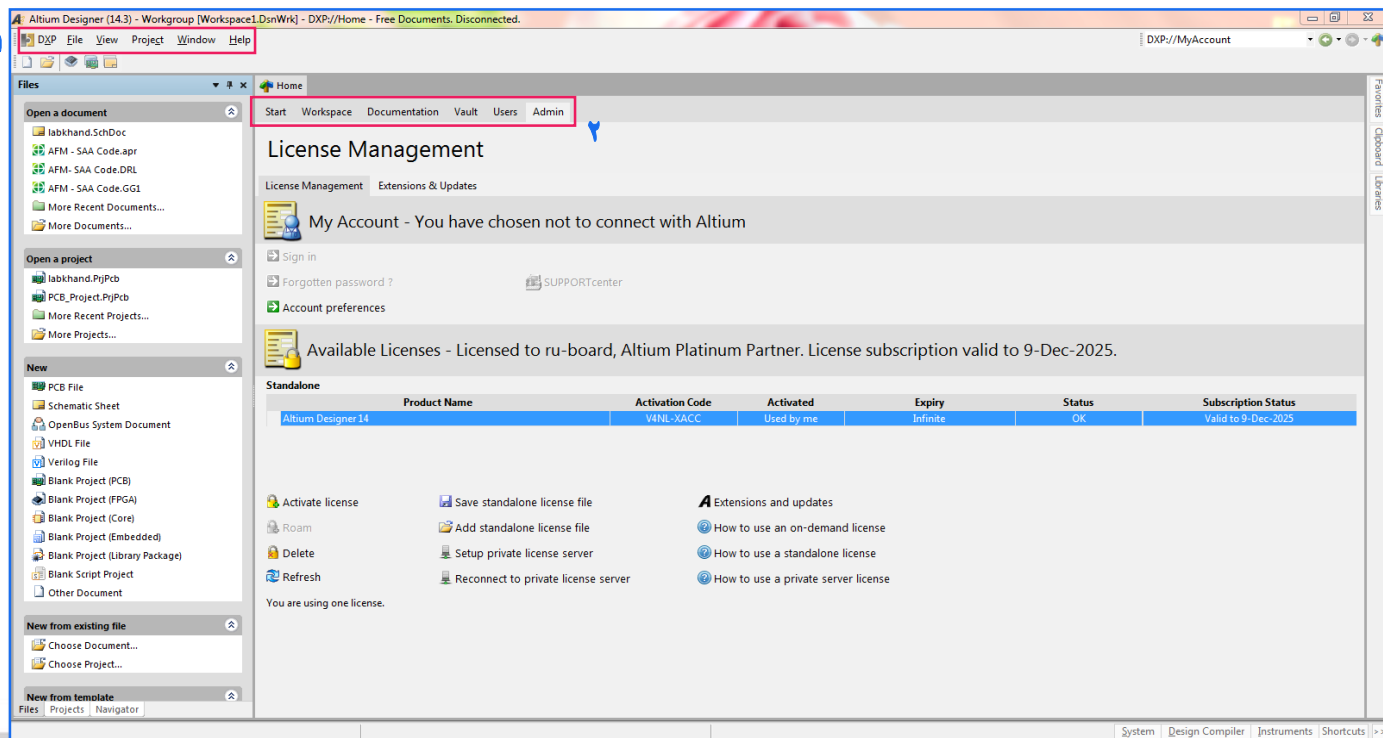 Altium Designer (14.3) - Workgroup [Workspace1.DsnWrk] - DXP://Home - Free Documents. Disconnected.
DXP File View Project Window Help
DXP://MyAccount
Files
Home
Open a document
labkhand.SchDoc
AFM - SAA Code.apr
AFM- SAA Code.DRL
AFM - SAA Code.GG1
More Recent Documents...
More Documents...
Open a project
labkhand.PrjPcb
PCB_Project.PrjPcb
More Recent Projects...
More Projects...
New
PCB File
Schematic Sheet
OpenBus System Document
VHDL File
Verilog File
Blank Project (PCB)
Blank Project (FPGA)
Blank Project (Core)
Blank Project (Embedded)
Blank Project (Library Package)
Blank Script Project
Other Document
New from existing file
Choose Document...
Choose Project...
New from template
Files Projects Navigator
Start Workspace Documentation Vault Users Admin
۲
License Management
License Management Extensions & Updates
My Account - You have chosen not to connect with Altium
Sign in
Forgotten password ? SUPPORTcenter
Account preferences
Available Licenses - Licensed to ru-board, Altium Platinum Partner. License subscription valid to 9-Dec-2025.
Standalone
Product Name Activation Code Activated Expiry Status Subscription Status
Altium Designer 14 V4NL-XACC Used by me Infinite OK Valid to 9-Dec-2025
Activate license Save standalone license file Extensions and updates
Roam Add standalone license file How to use an on-demand license
Delete Setup private license server How to use a standalone license
Refresh Reconnect to private license server How to use a private server license
You are using one license.
Favorites
Clipboard
Libraries
System Design Compiler Instruments Shortcuts >>